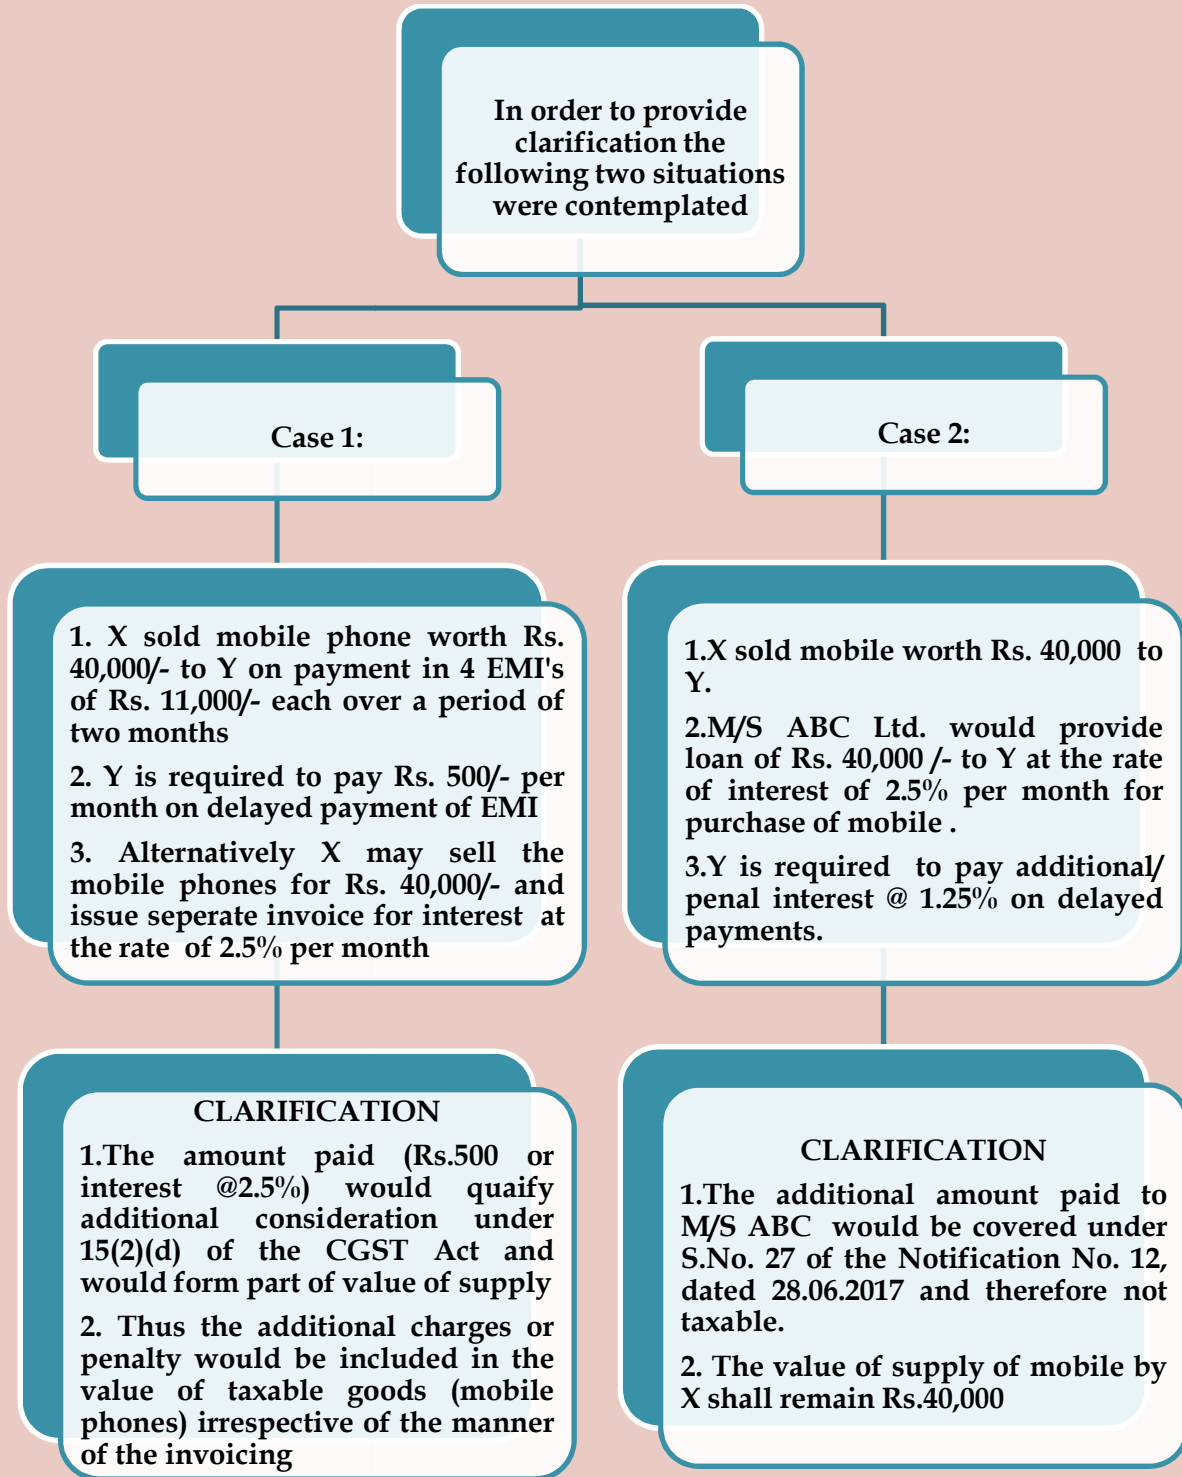 In order to provide
clarification the
following two situations
were contemplated
Case 1:
1. X sold mobile phone worth Rs.
40,000/- to Y on payment in 4 EMI's
of Rs. 11,000/- each over a period of
two months
2. Y is required to pay Rs. 500/- per
month on delayed payment of EMI
3. Alternatively X may sell the
mobile phones for Rs. 40,000/- and
issue seperate invoice for interest at
the rate of 2.5% per month
CLARIFICATION
1.The amount paid (Rs.500 or
interest @2.5%) would quaify
additional consideration under
15(2)(d) of the CGST Act and
would form part of value of supply
2. Thus the additional charges or
penalty would be included in the
value of taxable goods (mobile
phones) irrespective of the manner
of the invoicing
Case 2:
1.X sold mobile worth Rs. 40,000 to
Y.
2.M/S ABC Ltd. would provide
loan of Rs. 40,000 /- to Y at the rate
of interest of 2.5% per month for
purchase of mobile .
3.Y is required to pay additional/
penal interest @ 1.25% on delayed
payments.
CLARIFICATION
1.The additional amount paid to
M/S ABC would be covered under
S.No. 27 of the Notification No. 12,
dated 28.06.2017 and therefore not
taxable.
2. The value of supply of mobile by
X shall remain Rs.40,000